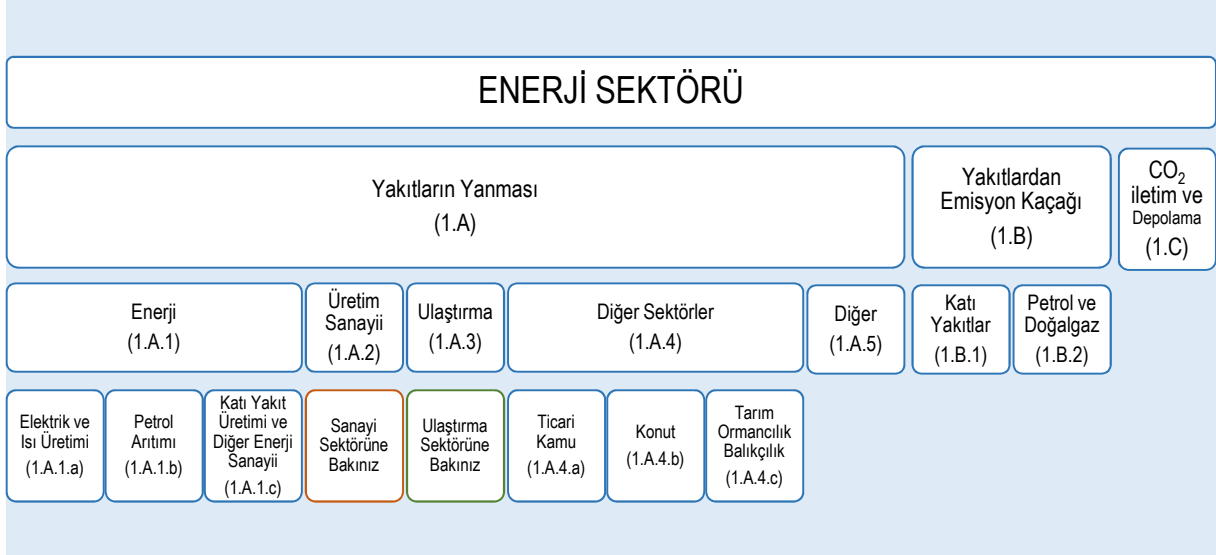 ENERJİ SEKTÖRÜ
Yakıtların Yanması
(1.A)
Yakıtlardan
Emisyon Kaçağı
(1.B)
CO₂
iletim ve
Depolama
(1.C)
Enerji
(1.A.1)
Üretim
Sanayii
(1.A.2)
Ulaştırma
(1.A.3)
Diğer Sektörler
(1.A.4)
Diğer
(1.A.5)
Katı
Yakıtlar
(1.B.1)
Petrol ve
Doğalgaz
(1.B.2)
Elektrik ve
Isı Üretimi
(1.A.1.a)
Petrol
Arıtımı
(1.A.1.b)
Katı Yakıt
Üretimi ve
Diğer Enerji
Sanayii
(1.A.1.c)
Sanayi
Sektörüne
Bakınız
Ulaştırma
Sektörüne
Bakınız
Ticari
Kamu
(1.A.4.a)
Konut
(1.A.4.b)
Tarım
Ormancılık
Balıkçılık
(1.A.4.c)